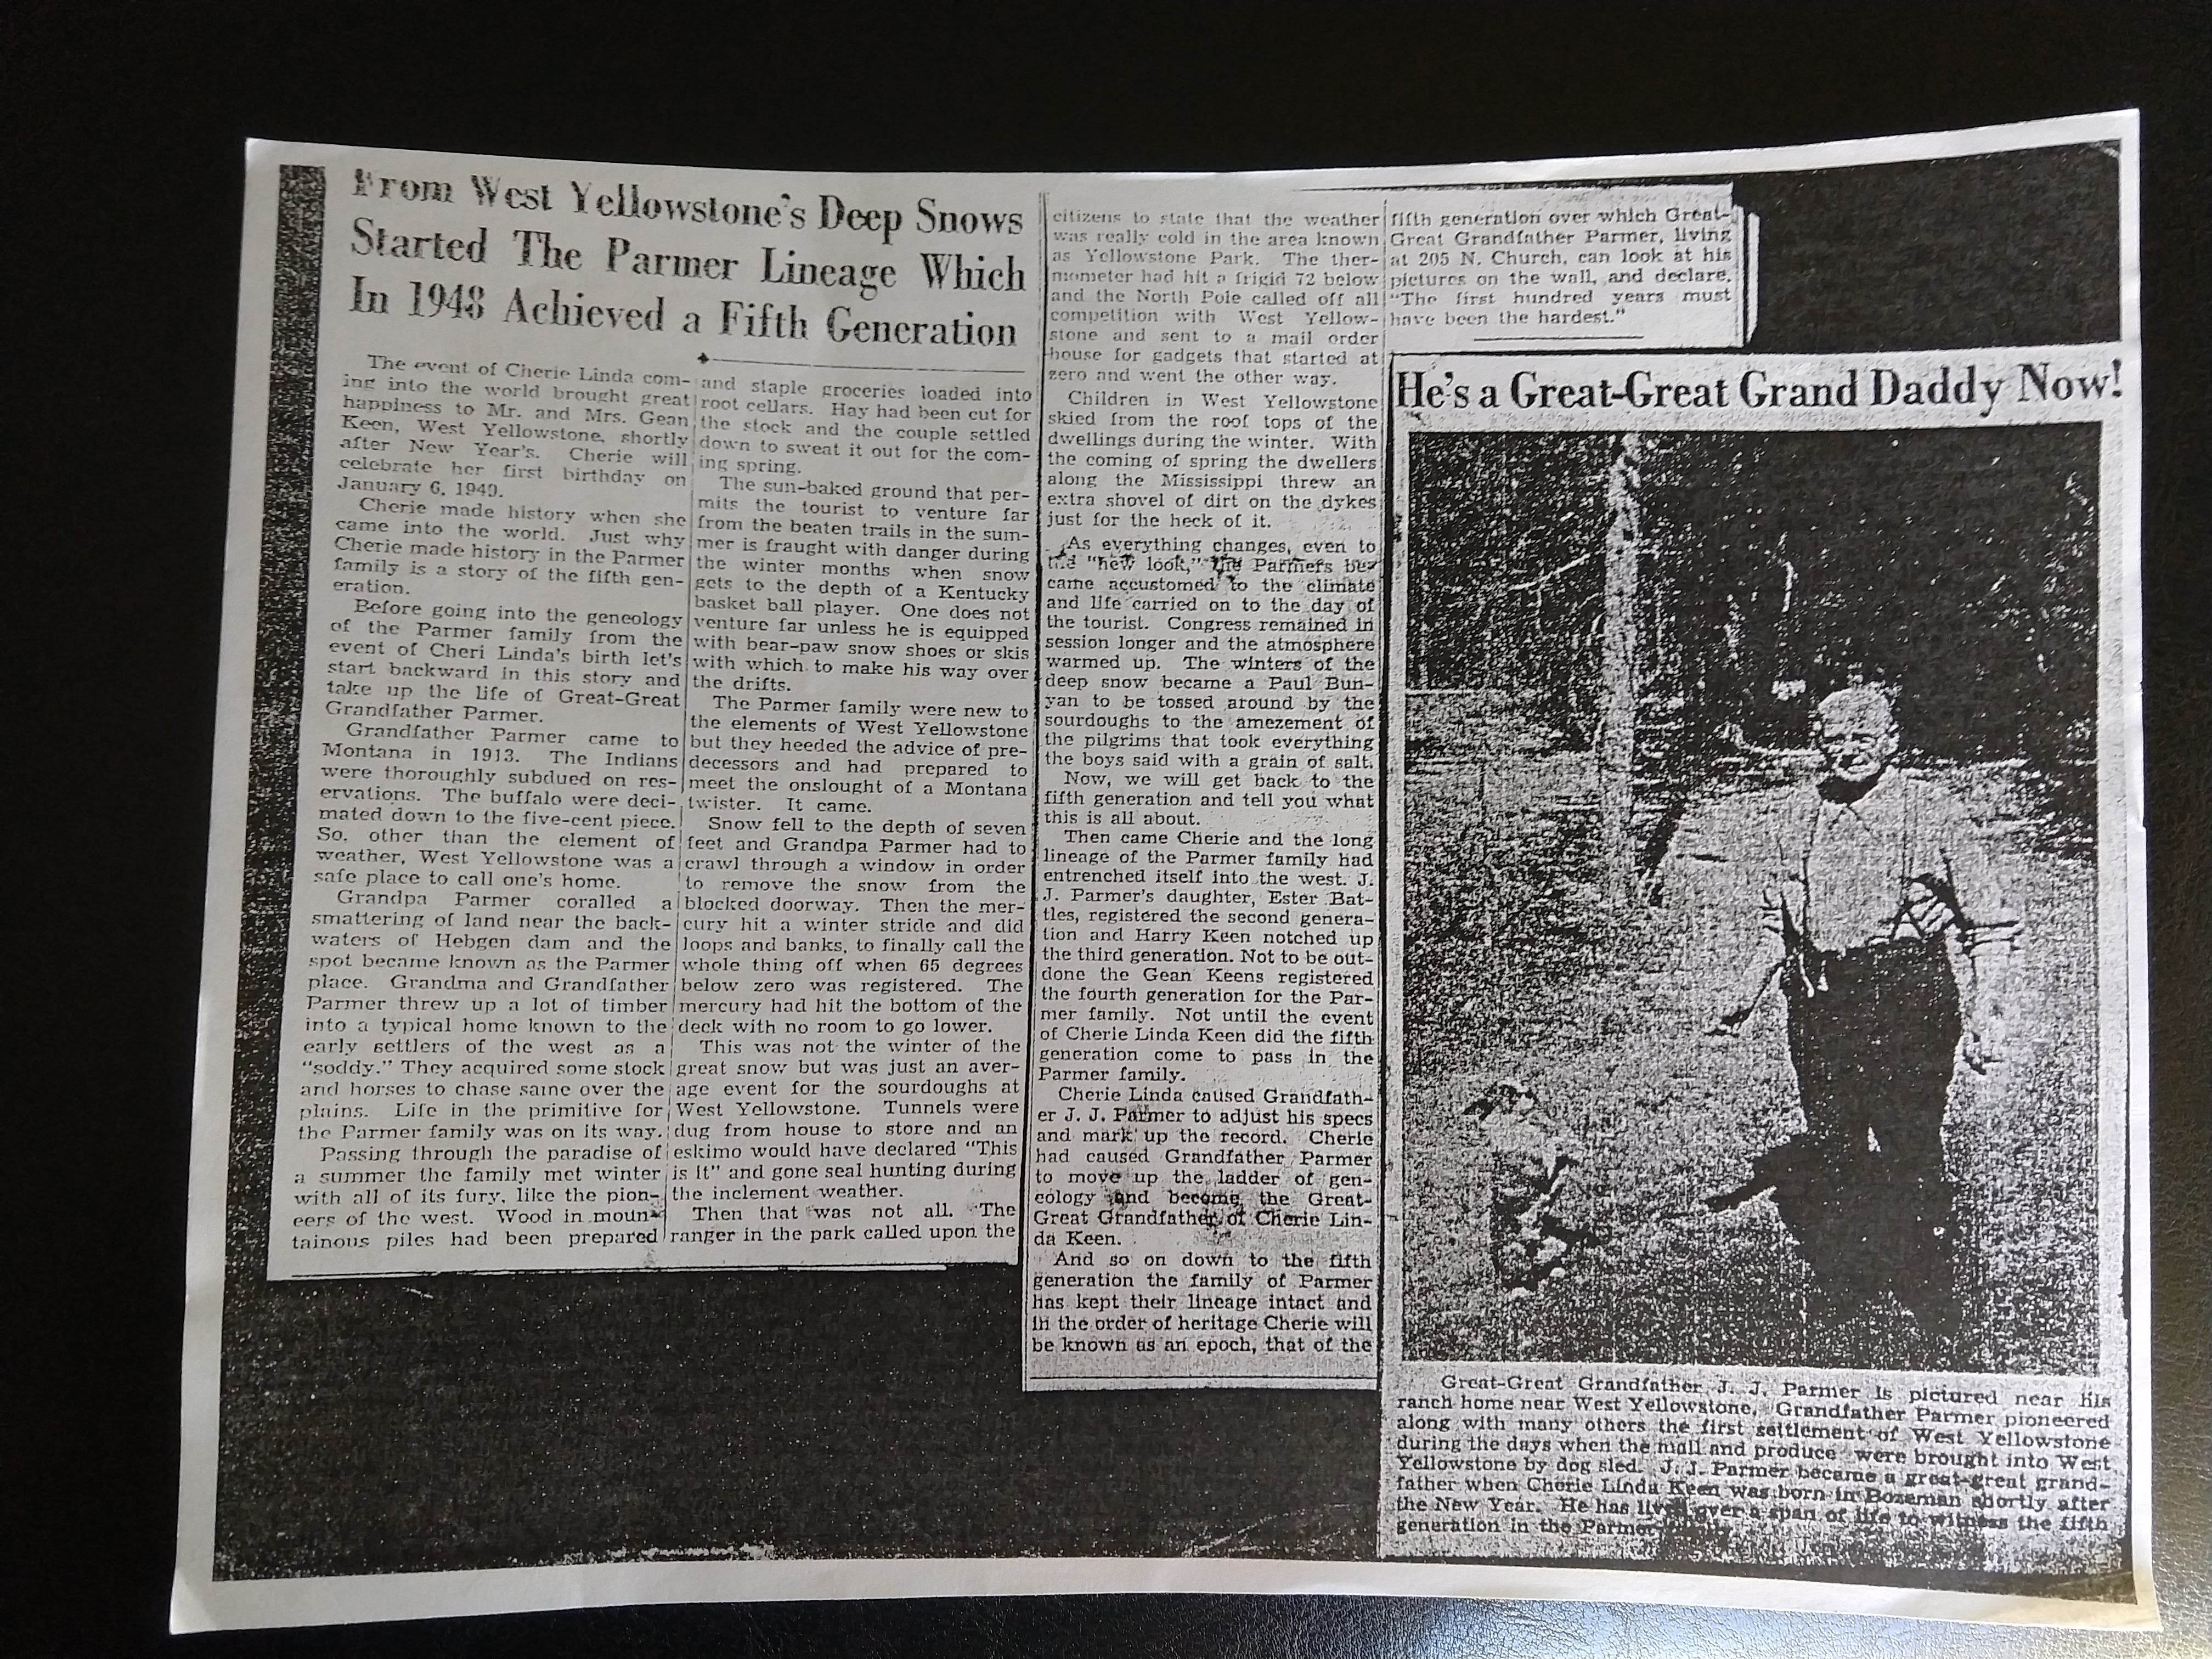 From West Yellowstone's Deep Snows
Started The Parmer Lineage Which
In 1948 Achieved a Fifth Generation
The event of Cherie Linda com-
ing into the world brought great
happiness to Mr. and Mrs. Gean
Keen, West Yellowstone, shortly
after New Year's. Cherie will
celebrate her first birthday on
January 6, 1949.
Cherie made history when she
came into the world. Just why
Cherie made history in the Parmer
family is a story of the fifth gen-
eration.
Before going into the geneology
of the Parmer family from the
event of Cheri Linda's birth let's
start backward in this story and
take up the life of Great-Great
Grandfather Parmer.
Grandfather Parmer came to
Montana in 1913. The Indians
were thoroughly subdued on res-
ervations. The buffalo were deci-
mated down to the five-cent piece.
So, other than the element of
weather, West Yellowstone was a
safe place to call one's home.
Grandpa Parmer coralled a
smattering of land near the back-
waters of Hebgen dam and the
spot became known as the Parmer
place. Grandma and Grandfather
Parmer threw up a lot of timber
into a typical home known to the
early settlers of the west as a
"soddy." They acquired some stock
and horses to chase same over the
plains. Life in the primitive for
the Parmer family was on its way.
Passing through the paradise of
a summer the family met winter
with all of its fury, like the pion-
eers of the west. Wood in moun-
tainous piles had been prepared
and staple groceries loaded into
root cellars. Hay had been cut for
the stock and the couple settled
down to sweat it out for the com-
ing spring.
The sun-baked ground that per-
mits the tourist to venture far
from the beaten trails in the sum-
mer is fraught with danger during
the winter months when snow
gets to the depth of a Kentucky
basket ball player. One does not
venture far unless he is equipped
with bear-paw snow shoes or skis
with which to make his way over
the drifts.
The Parmer family were new to
the elements of West Yellowstone
but they heeded the advice of pre-
decessors and had prepared to
meet the onslought of a Montana
twister. It came.
Snow fell to the depth of seven
feet and Grandpa Parmer had to
crawl through a window in order
to remove the snow from the
blocked doorway. Then the mer-
cury hit a winter stride and did
loops and banks, to finally call the
whole thing off when 65 degrees
below zero was registered. The
mercury had hit the bottom of the
deck with no room to go lower.
This was not the winter of the
great snow but was just an aver-
age event for the sourdoughs at
West Yellowstone. Tunnels were
dug from house to store and an
eskimo would have declared "This
is it" and gone seal hunting during
the inclement weather.
Then that was not all. The
ranger in the park called upon the
citizens to state that the weather
was really cold in the area known
as Yellowstone Park. The ther-
mometer had hit a frigid 72 below
and the North Pole called off all
competition with West Yellow-
stone and sent to a mail order
house for gadgets that started at
zero and went the other way.
Children in West Yellowstone
skied from the roof tops of the
dwellings during the winter. With
the coming of spring the dwellers
along the Mississippi threw an
extra shovel of dirt on the dykes
just for the heck of it.
As everything changes, even to
the "new look," the Parmers be-
came accustomed to the climate
and life carried on to the day of
the tourist. Congress remained in
session longer and the atmosphere
warmed up. The winters of the
deep snow became a Paul Bun-
yan to be tossed around by the
sourdoughs to the amezement of
the pilgrims that took everything
the boys said with a grain of salt.
Now, we will get back to the
fifth generation and tell you what
this is all about.
Then came Cherie and the long
lineage of the Parmer family had
entrenched itself into the west. J.
J. Parmer's daughter, Ester Bat-
tles, registered the second genera-
tion and Harry Keen notched up
the third generation. Not to be out-
done the Gean Keens registered
the fourth generation for the Par-
mer family. Not until the event
of Cherie Linda Keen did the fifth
generation come to pass in the
Parmer family.
Cherie Linda caused Grandfath-
er J. J. Parmer to adjust his specs
and mark up the record. Cherie
had caused Grandfather Parmer
to move up the ladder of gen-
eology and become the Great-
Great Grandfather of Cherie Lin-
da Keen.
And so on down to the fifth
generation the family of Parmer
has kept their lineage intact and
in the order of heritage Cherie will
be known as an epoch, that of the
fifth generation over which Great-
Great Grandfather Parmer, living
at 205 N. Church, can look at his
pictures on the wall, and declare,
"The first hundred years must
have been the hardest."
He's a Great-Great Grand Daddy Now!
Great-Great Grandfather J. J. Parmer is pictured near his
ranch home near West Yellowstone. Grandfather Parmer pioneered
along with many others the first settlement of West Yellowstone
during the days when the mail and produce were brought into West
Yellowstone by dog sled. J. J. Parmer became a great-great grand-
father when Cherie Linda Keen was born in Bozeman shortly after
the New Year. He has lived over a span of life to witness the fifth
generation in the Parmer